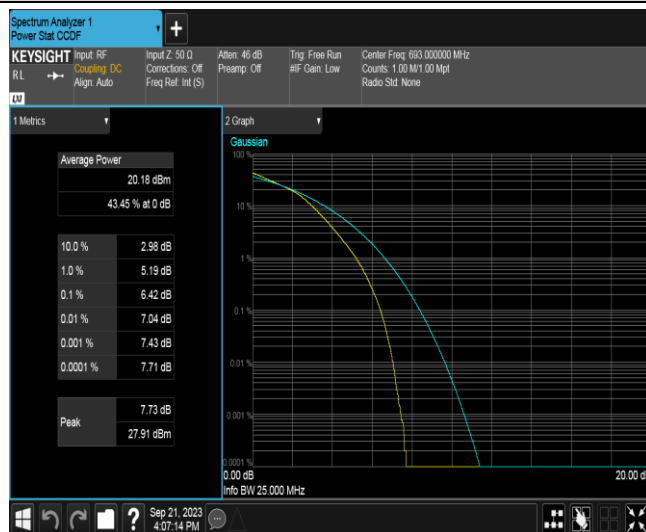 Spectrum Analyzer 1
Power Stat CCDF
+
KEYSIGHT
RL
LXI
Input: RF
Coupling: DC
Align: Auto
Input Z: 50 Ω
Corrections: Off
Freq Ref: Int (S)
Atten: 46 dB
Preamp: Off
Trig: Free Run
#IF Gain: Low
Center Freq: 693.000000 MHz
Counts: 1.00 M/1.00 Mpt
Radio Std: None
1 Metrics
Average Power
20.18 dBm
43.45 % at 0 dB
10.0 % 2.98 dB
1.0 % 5.19 dB
0.1 % 6.42 dB
0.01 % 7.04 dB
0.001 % 7.43 dB
0.0001 % 7.71 dB
Peak 7.73 dB
27.91 dBm
2 Graph
Gaussian
100 %
10 %
1 %
0.1 %
0.01 %
0.001 %
0.0001 %
0.00 dB
20.00 d
Info BW 25.000 MHz
?
Sep 21, 2023
4:07:14 PM